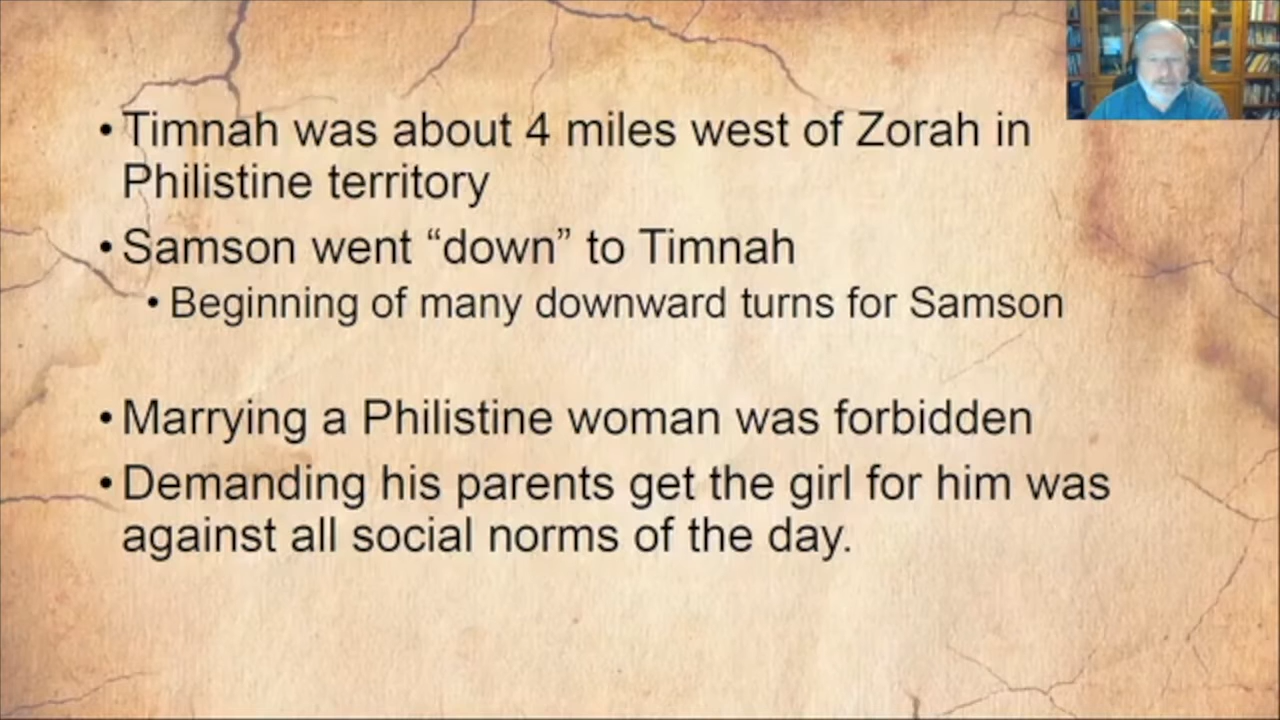 • Timnah was about 4 miles west of Zorah in
Philistine territory
• Samson went “down” to Timnah
• Beginning of many downward turns for Samson
• Marrying a Philistine woman was forbidden
• Demanding his parents get the girl for him was
against all social norms of the day.